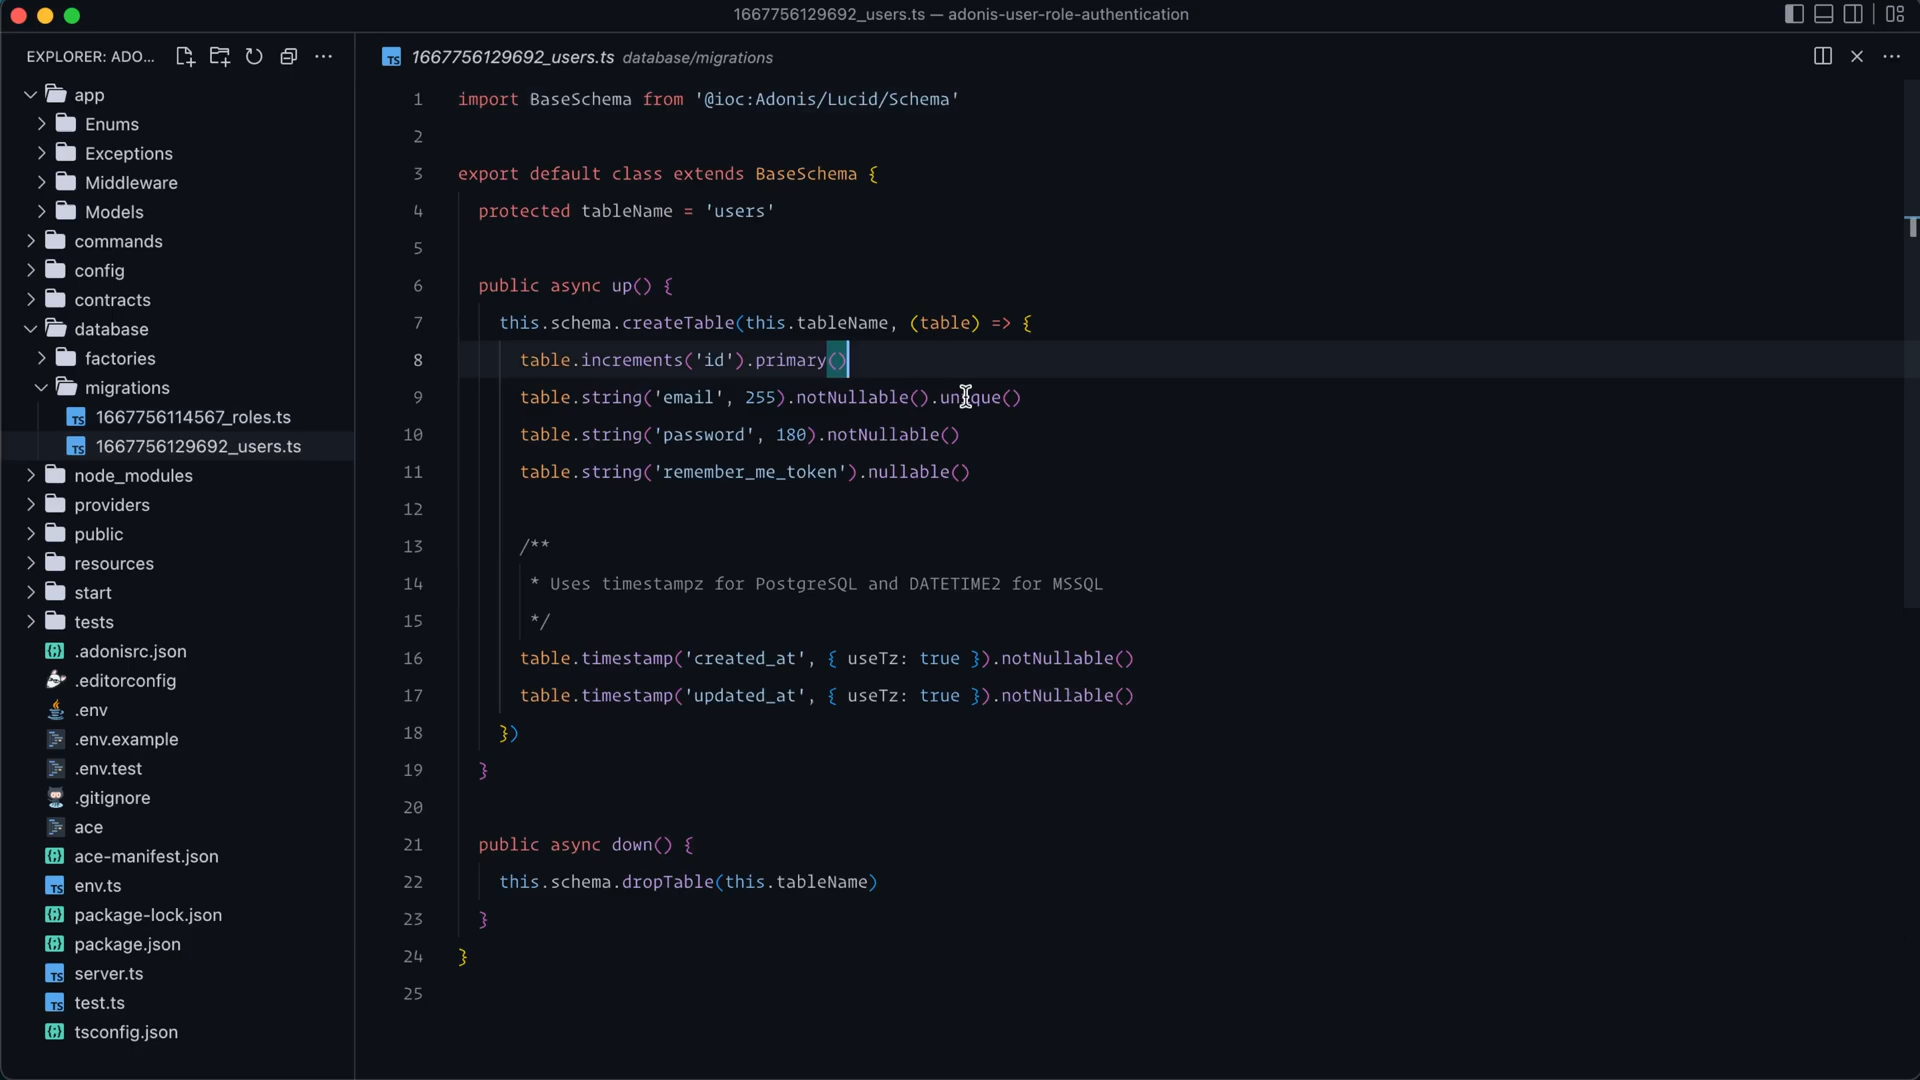 1667756129692_users.ts — adonis-user-role-authentication
EXPLORER: ADO...
app
Enums
Exceptions
Middleware
Models
commands
config
contracts
database
factories
migrations
1667756114567_roles.ts
1667756129692_users.ts
node_modules
providers
public
resources
start
tests
.adonisrc.json
.editorconfig
.env
.env.example
.env.test
.gitignore
ace
ace-manifest.json
env.ts
package-lock.json
package.json
server.ts
test.ts
tsconfig.json
1667756129692_users.ts database/migrations
1 import BaseSchema from '@ioc:Adonis/Lucid/Schema'
2
3 export default class extends BaseSchema {
4 protected tableName = 'users'
5
6 public async up() {
7 this.schema.createTable(this.tableName, (table) => {
8 table.increments('id').primary()
9 table.string('email', 255).notNullable().unique()
10 table.string('password', 180).notNullable()
11 table.string('remember_me_token').nullable()
12
13 /**
14 * Uses timestampz for PostgreSQL and DATETIME2 for MSSQL
15 */
16 table.timestamp('created_at', { useTz: true }).notNullable()
17 table.timestamp('updated_at', { useTz: true }).notNullable()
18 })
19 }
20
21 public async down() {
22 this.schema.dropTable(this.tableName)
23 }
24 }
25